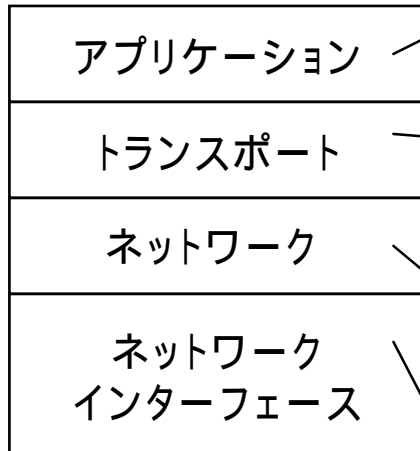 アプリケーション
トランスポート
ネットワーク
ネットワーク
インターフェース